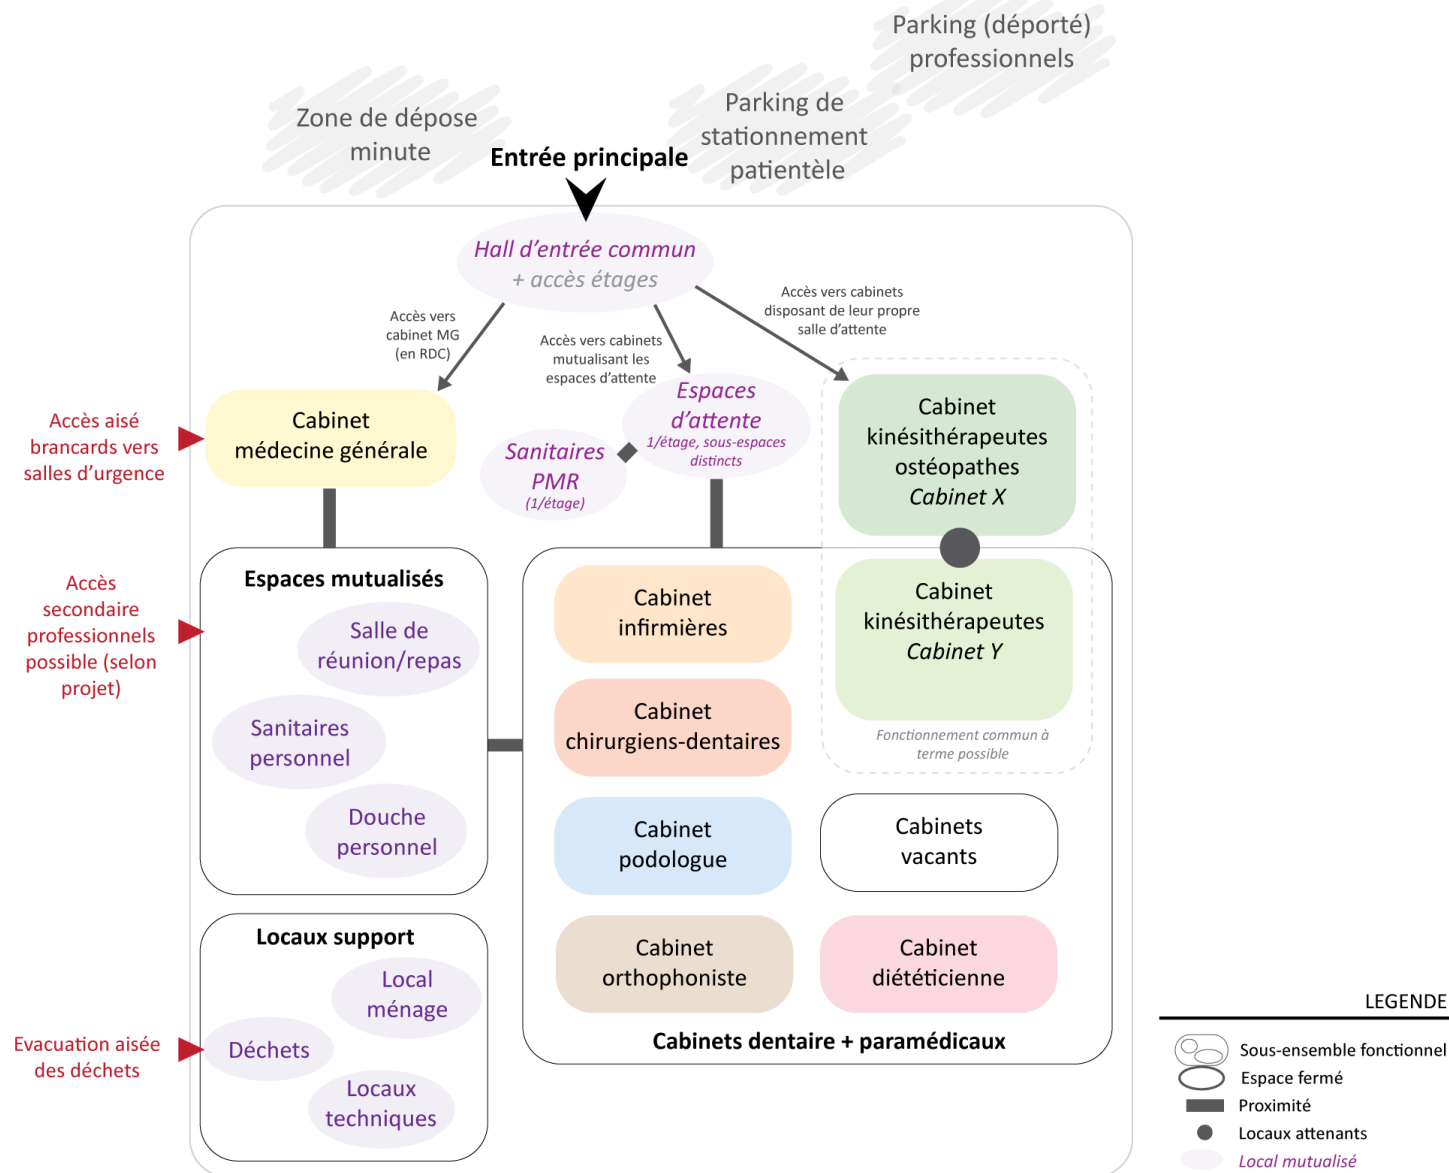 Parking (déporté)
professionnels
Zone de dépose
minute
Parking de
stationnement
patientèle
Entrée principale
Hall d’entrée commun
+ accès étages
Accès vers
cabinet MG
(en RDC)
Accès vers cabinets
mutualisant les
espaces d’attente
Accès vers cabinets
disposant de leur propre
salle d’attente
Accès aisé
brancards vers
salles d’urgence
Cabinet
médecine générale
Sanitaires
PMR
(1/étage)
Espaces
d’attente
1/étage, sous-espaces
distincts
Cabinet
kinésithérapeutes
ostéopathes
Cabinet X
Accès
secondaire
professionnels
possible (selon
projet)
Espaces mutualisés
Salle de
réunion/repas
Sanitaires
personnel
Douche
personnel
Cabinet
infirmières
Cabinet
kinésithérapeutes
Cabinet Y
Fonctionnement commun à
terme possible
Cabinet
chirurgiens-dentaires
Cabinet
podologue
Cabinets
vacants
Cabinet
orthophoniste
Cabinet
diététicienne
Cabinets dentaire + paramédicaux
Locaux support
Local
ménage
Déchets
Locaux
techniques
Evacuation aisée
des déchets
LEGENDE
Sous-ensemble fonctionnel
Espace fermé
Proximité
Locaux attenants
Local mutualisé